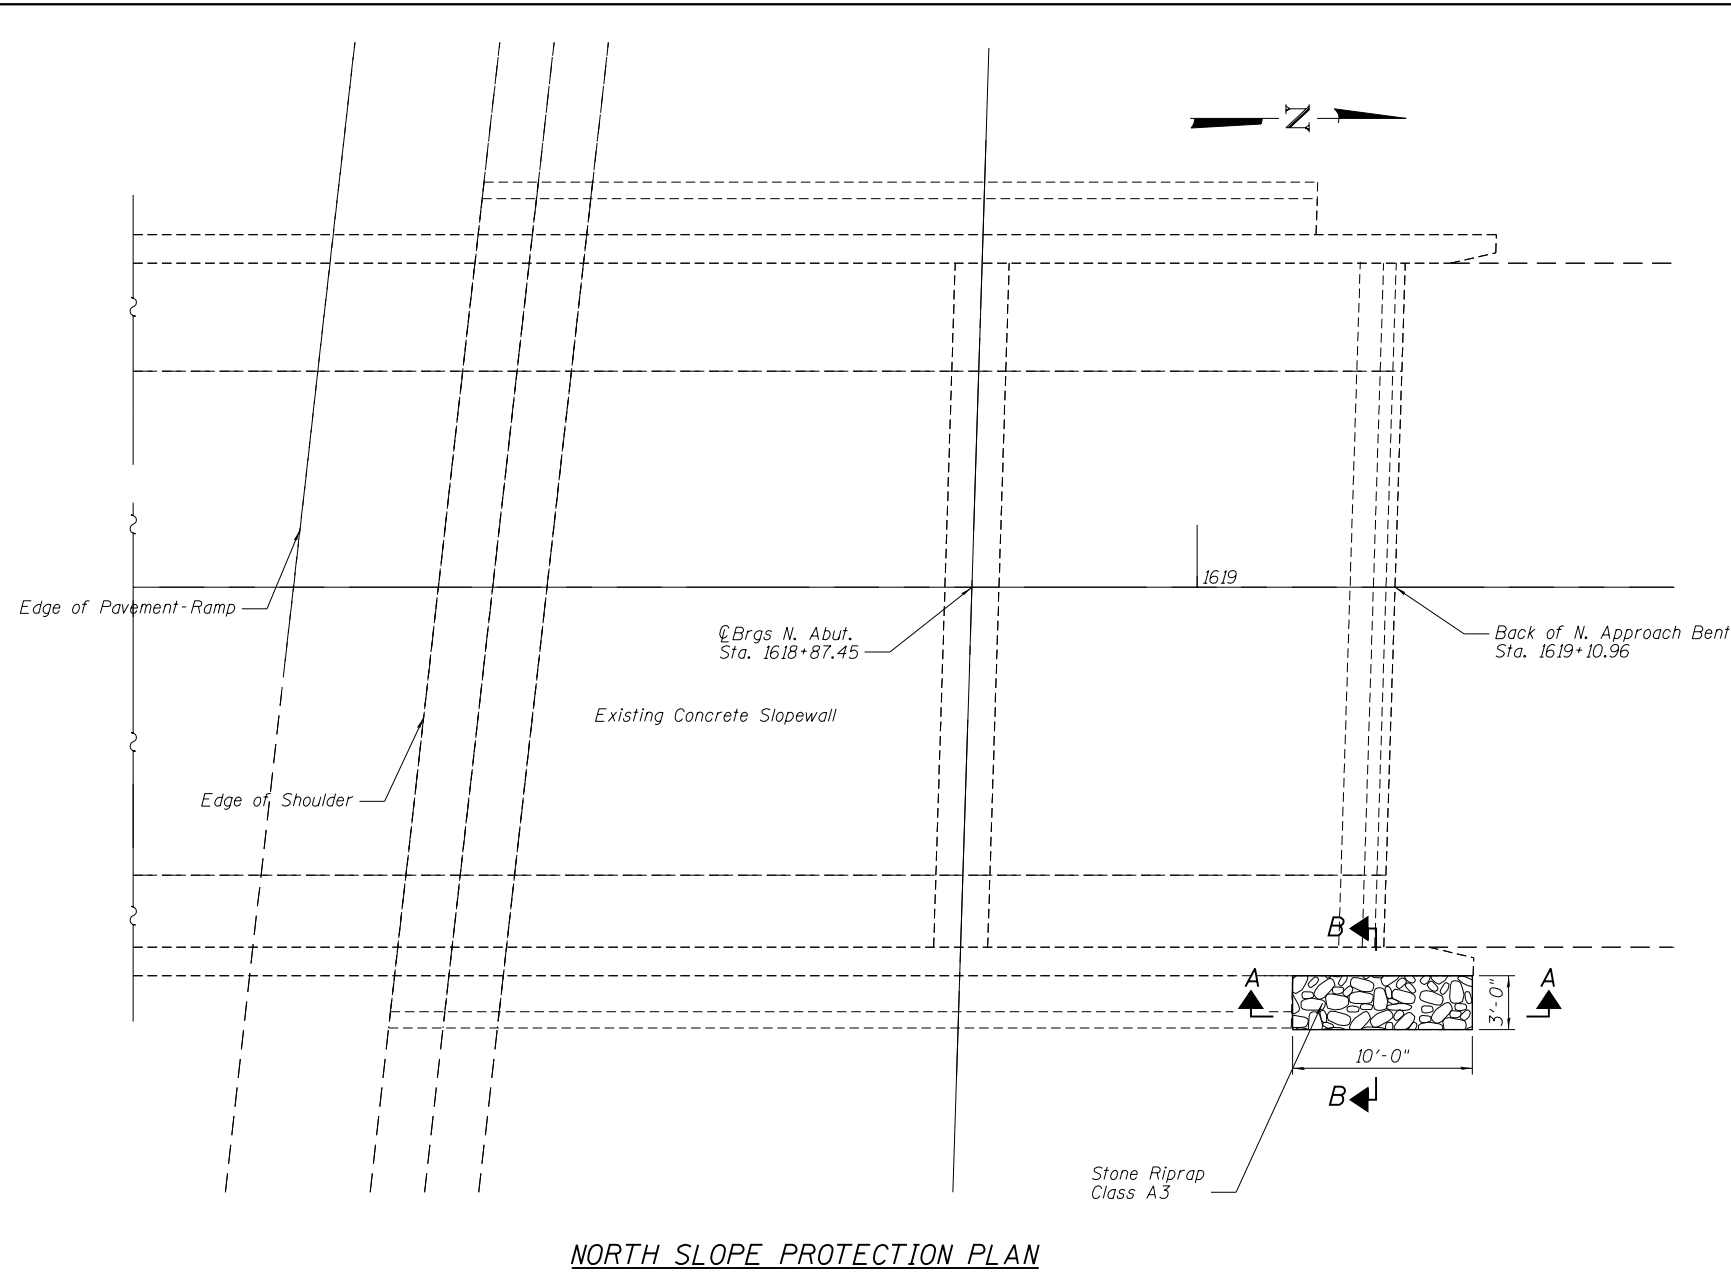 N
1619
Edge of Pavement-Ramp
℄ Brgs N. Abut.
Sta. 1618+87.45
Back of N. Approach Bent
Sta. 1619+10.96
Existing Concrete Slopewall
Edge of Shoulder
B
A
A
3'-0"
10'-0"
B
Stone Riprap
Class A3
NORTH SLOPE PROTECTION PLAN